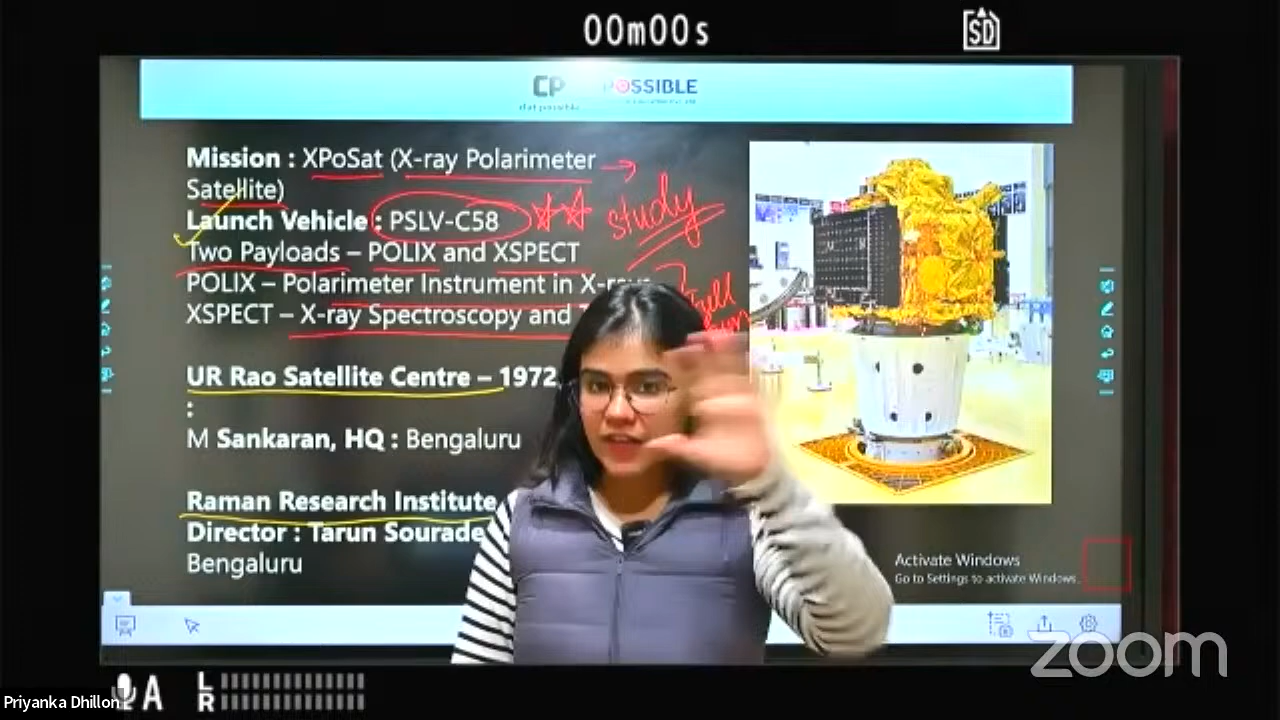 00m00s
SD
CP
POSSIBLE
Mission : XPoSat (X-ray Polarimeter
Satellite)
Launch Vehicle : PSLV-C58
study
Two Payloads – POLIX and XSPECT
POLIX – Polarimeter Instrument in X-rays
XSPECT – X-ray Spectroscopy and
UR Rao Satellite Centre – 1972,
:
M Sankaran, HQ : Bengaluru
Raman Research Institute
Director : Tarun Sourade
Bengaluru
Activate Windows
Go to Settings to activate Windows.
zoom
A
L
R
Priyanka Dhillon